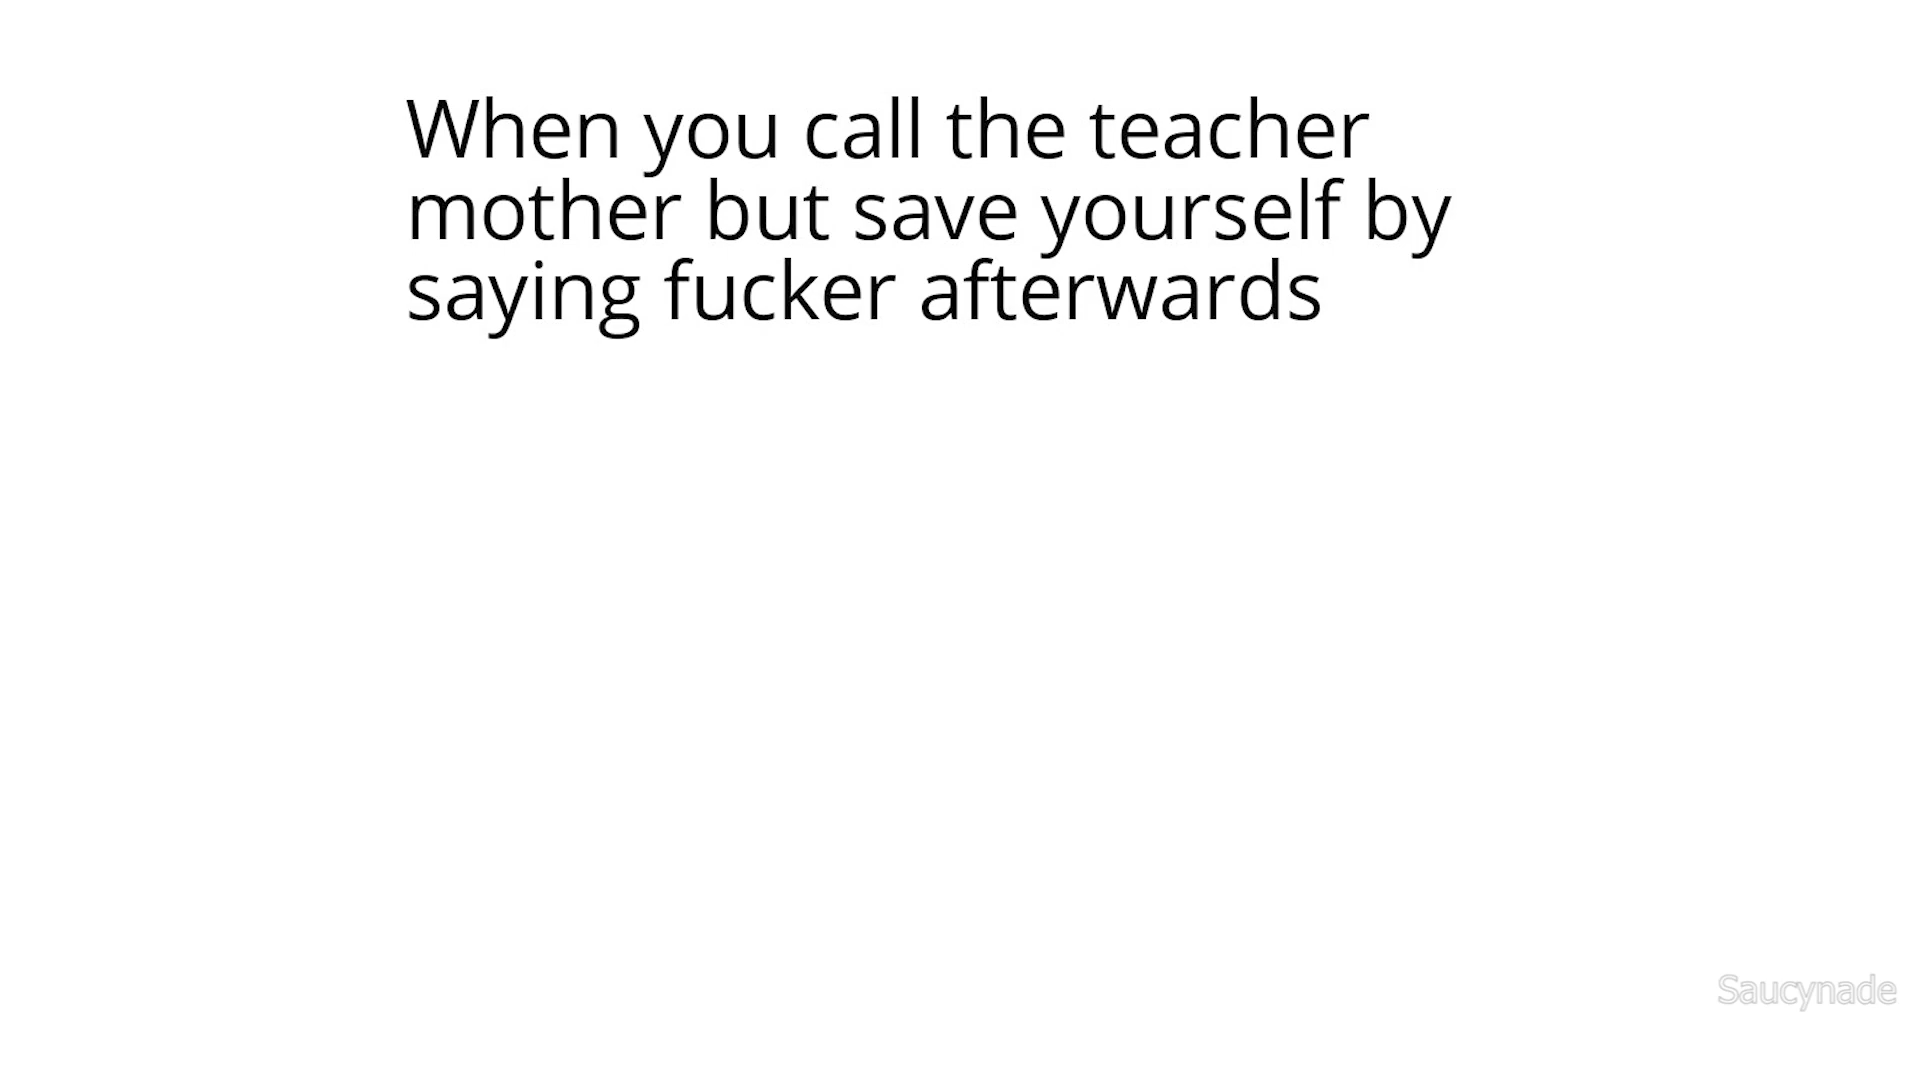 When you call the teacher
mother but save yourself by
saying fucker afterwards
Saucynade